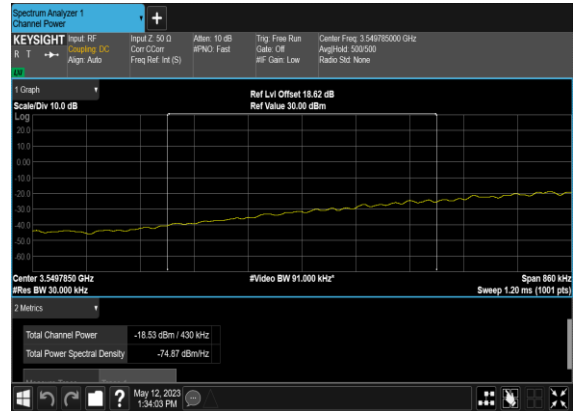 Spectrum Analyzer 1
Channel Power
KEYSIGHT
R T
Input: RF
Coupling: DC
Align: Auto
Input Z: 50 Ω
Corr CCorr
Freq Ref: Int (S)
Atten: 10 dB
#PNO: Fast
Trig: Free Run
Gate: Off
#IF Gain: Low
Center Freq: 3.549785000 GHz
Avg|Hold: 500/500
Radio Std: None
1 Graph
Scale/Div 10.0 dB
Ref Lvl Offset 18.62 dB
Ref Value 30.00 dBm
Log
20.0
10.0
0.00
-10.0
-20.0
-30.0
-40.0
-50.0
-60.0
Center 3.5497850 GHz
#Video BW 91.000 kHz*
Span 860 kHz
#Res BW 30.000 kHz
Sweep 1.20 ms (1001 pts)
2 Metrics
Total Channel Power
-18.53 dBm / 430 kHz
Total Power Spectral Density
-74.87 dBm/Hz
?
May 12, 2023
1:34:03 PM